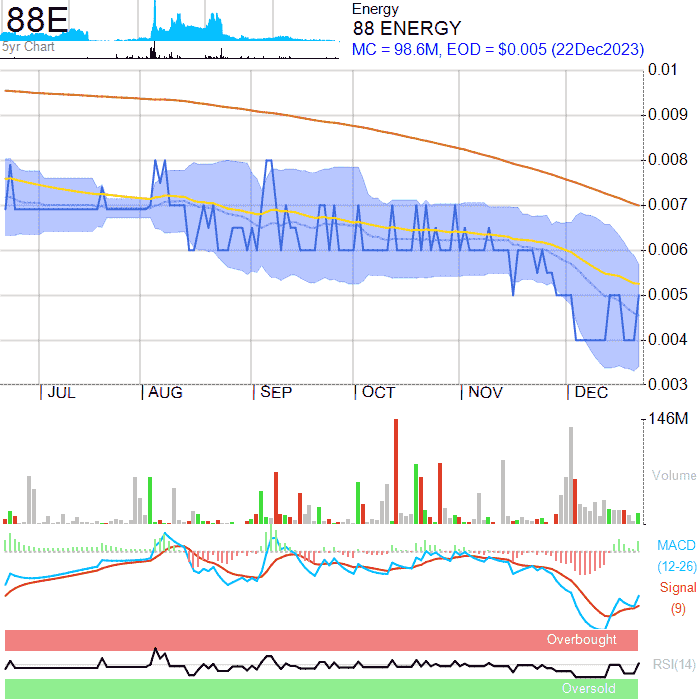 88E
5yr Chart
Energy
88 ENERGY
MC = 98.6M, EOD = $0.005 (22Dec2023)
0.01
0.009
0.008
0.007
0.006
0.005
0.004
0.003
JUL
AUG
SEP
OCT
NOV
DEC
146M
Volume
MACD
(12-26)
Signal
(9)
Overbought
RSI(14)
Oversold